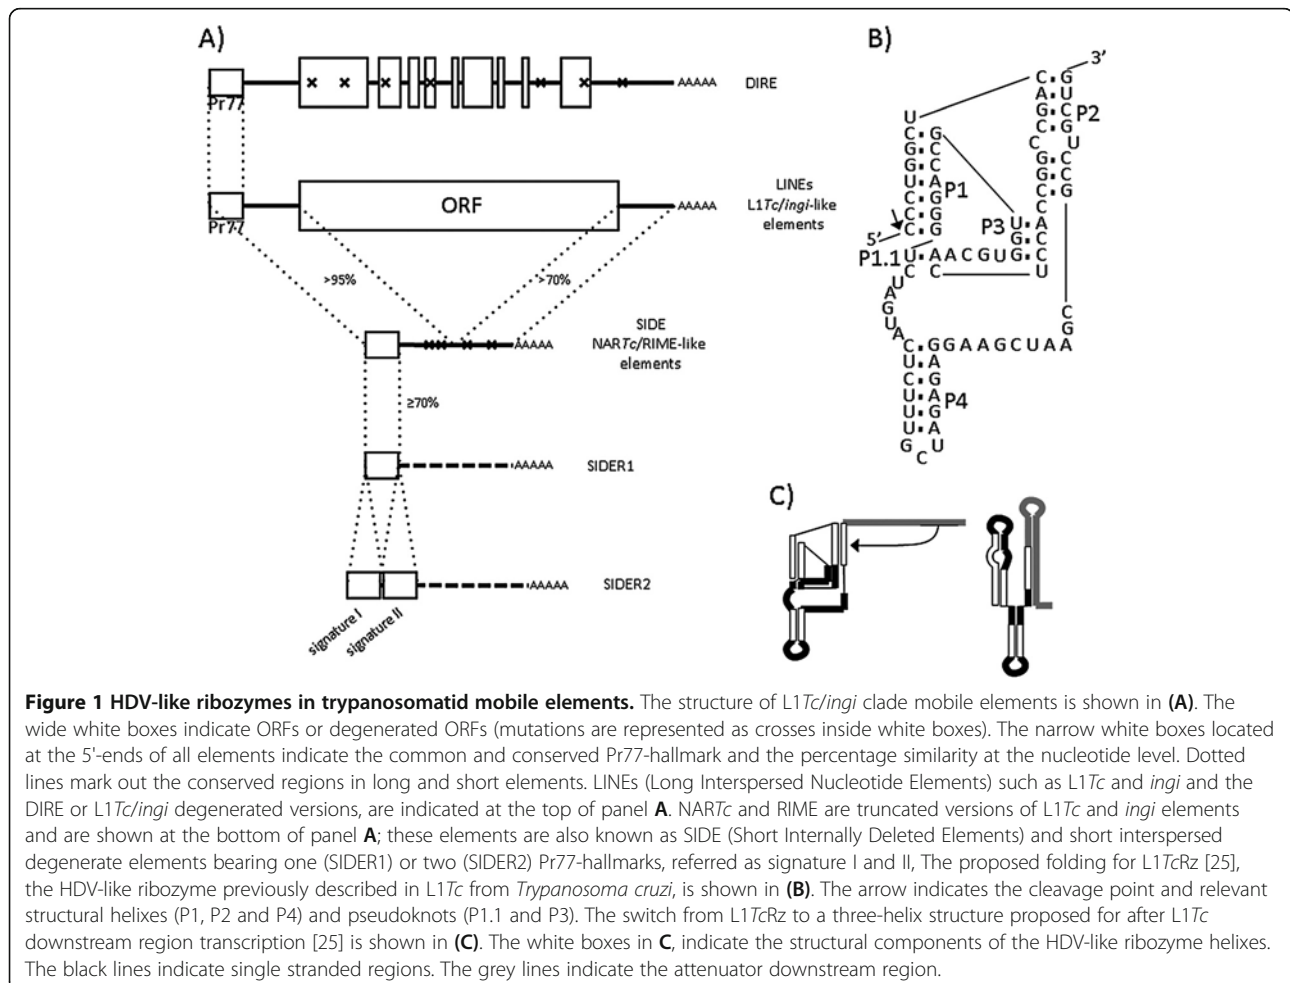 A)
Pr77
AAAAA
DIRE
Pr77
ORF
AAAAA
LINEs
L1Tc/ingi-like
elements
>95%
>70%
AAAAA
SIDE
NARTc/RIME-like
elements
≥70%
AAAAA
SIDER1
AAAAA
SIDER2
signature I
signature II
B)
3’
5’
P1
P2
P3
P1.1
P4
C)
Figure 1 HDV-like ribozymes in trypanosomatid mobile elements. The structure of L1Tc/ingi clade mobile elements is shown in (A). The
wide white boxes indicate ORFs or degenerated ORFs (mutations are represented as crosses inside white boxes). The narrow white boxes located
at the 5'-ends of all elements indicate the common and conserved Pr77-hallmark and the percentage similarity at the nucleotide level. Dotted
lines mark out the conserved regions in long and short elements. LINEs (Long Interspersed Nucleotide Elements) such as L1Tc and ingi and the
DIRE or L1Tc/ingi degenerated versions, are indicated at the top of panel A. NARTc and RIME are truncated versions of L1Tc and ingi elements
and are shown at the bottom of panel A; these elements are also known as SIDE (Short Internally Deleted Elements) and short interspersed
degenerate elements bearing one (SIDER1) or two (SIDER2) Pr77-hallmarks, referred as signature I and II, The proposed folding for L1TcRz [25],
the HDV-like ribozyme previously described in L1Tc from Trypanosoma cruzi, is shown in (B). The arrow indicates the cleavage point and relevant
structural helixes (P1, P2 and P4) and pseudoknots (P1.1 and P3). The switch from L1TcRz to a three-helix structure proposed for after L1Tc
downstream region transcription [25] is shown in (C). The white boxes in C, indicate the structural components of the HDV-like ribozyme helixes.
The black lines indicate single stranded regions. The grey lines indicate the attenuator downstream region.